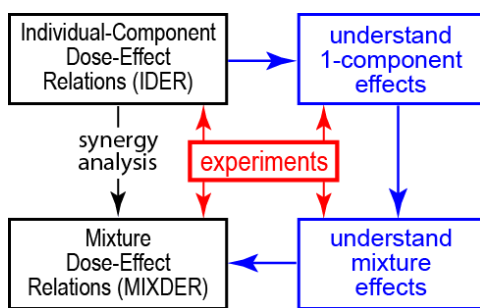 Individual-Component
Dose-Effect
Relations (IDER)
understand
1-component
effects
synergy
analysis
experiments
Mixture
Dose-Effect
Relations (MIXDER)
understand
mixture
effects